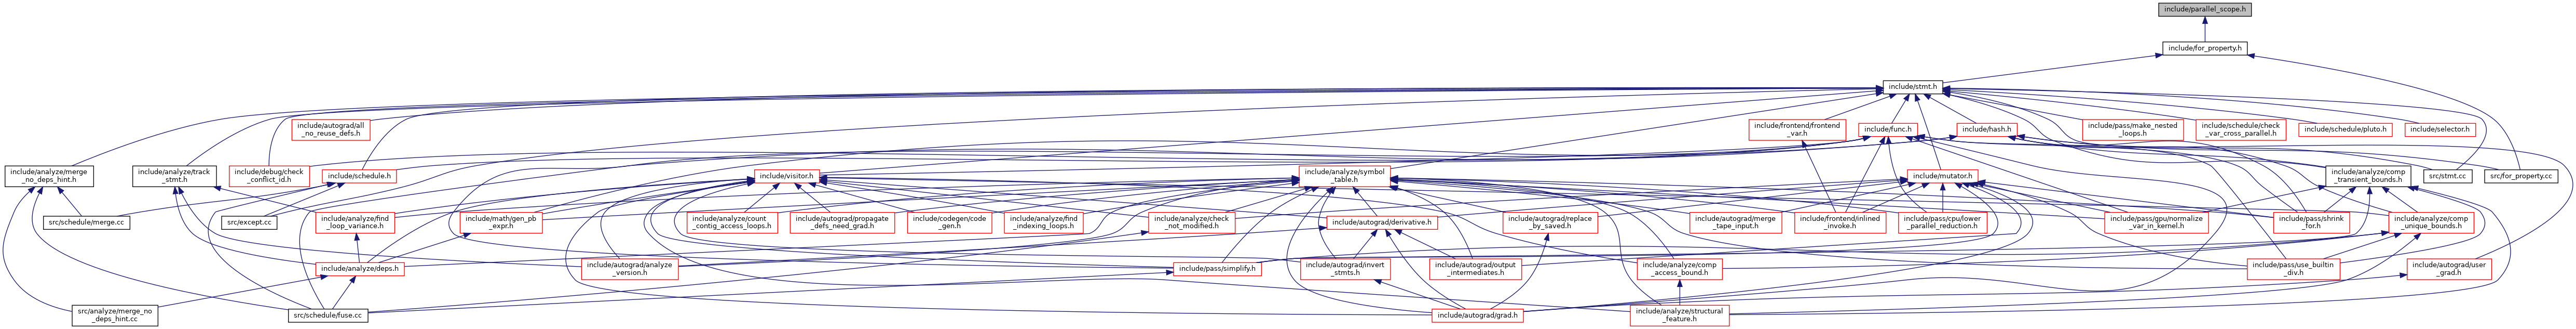 include/parallel_scope.h
include/for_property.h
include/stmt.h
include/autograd/all
_no_reuse_defs.h
include/frontend/frontend
_var.h
include/func.h
include/hash.h
include/pass/make_nested
_loops.h
include/schedule/check
_var_cross_parallel.h
include/schedule/pluto.h
include/selector.h
include/analyze/merge
_no_deps_hint.h
include/analyze/track
_stmt.h
include/debug/check
_conflict_id.h
include/schedule.h
include/visitor.h
include/analyze/symbol
_table.h
include/mutator.h
include/analyze/comp
_transient_bounds.h
src/stmt.cc
src/for_property.cc
src/schedule/merge.cc
src/except.cc
include/analyze/find
_loop_variance.h
include/math/gen_pb
_expr.h
include/analyze/count
_contig_access_loops.h
include/autograd/propagate
_defs_need_grad.h
include/codegen/code
_gen.h
include/analyze/find
_indexing_loops.h
include/analyze/check
_not_modified.h
include/autograd/derivative.h
include/autograd/replace
_by_saved.h
include/autograd/merge
_tape_input.h
include/frontend/inlined
_invoke.h
include/pass/cpu/lower
_parallel_reduction.h
include/pass/gpu/normalize
_var_in_kernel.h
include/pass/shrink
_for.h
include/analyze/comp
_unique_bounds.h
include/analyze/deps.h
include/autograd/analyze
_version.h
include/pass/simplify.h
include/autograd/invert
_stmts.h
include/autograd/output
_intermediates.h
include/analyze/comp
_access_bound.h
include/pass/use_builtin
_div.h
include/autograd/user
_grad.h
src/analyze/merge_no
_deps_hint.cc
src/schedule/fuse.cc
include/autograd/grad.h
include/analyze/structural
_feature.h